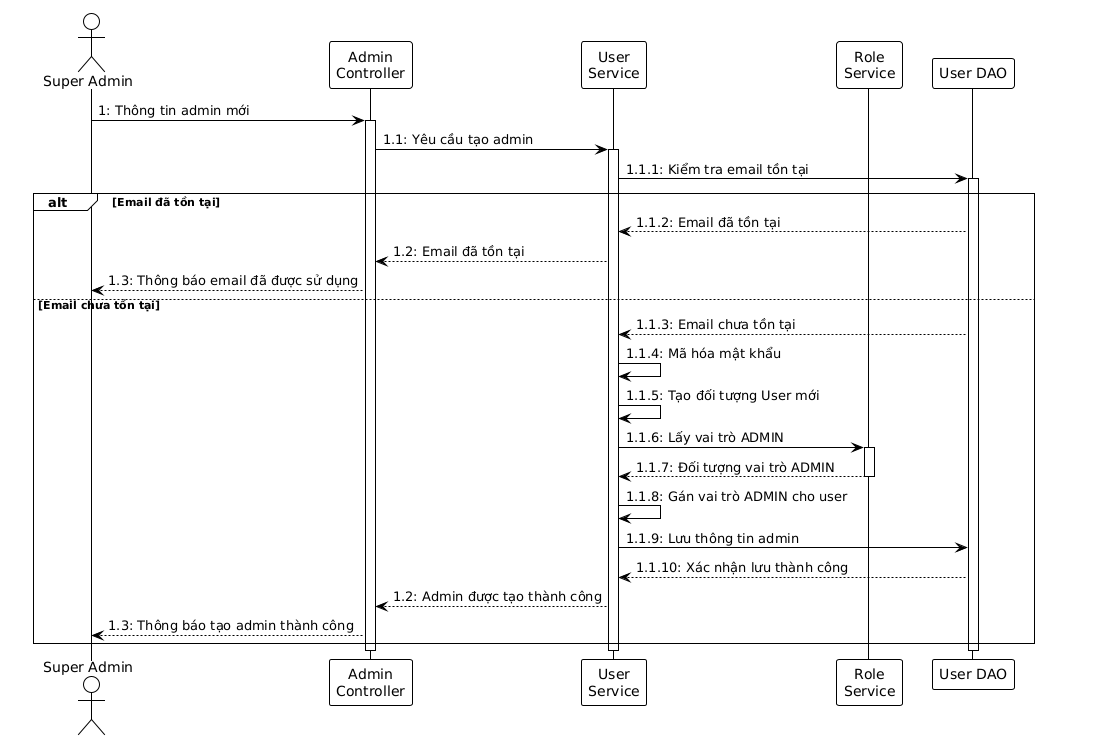 Super Admin
Admin
Controller
User
Service
Role
Service
User DAO
1: Thông tin admin mới
1.1: Yêu cầu tạo admin
1.1.1: Kiểm tra email tồn tại
alt
[Email đã tồn tại]
1.1.2: Email đã tồn tại
1.2: Email đã tồn tại
1.3: Thông báo email đã được sử dụng
[Email chưa tồn tại]
1.1.3: Email chưa tồn tại
1.1.4: Mã hóa mật khẩu
1.1.5: Tạo đối tượng User mới
1.1.6: Lấy vai trò ADMIN
1.1.7: Đối tượng vai trò ADMIN
1.1.8: Gán vai trò ADMIN cho user
1.1.9: Lưu thông tin admin
1.1.10: Xác nhận lưu thành công
1.2: Admin được tạo thành công
1.3: Thông báo tạo admin thành công
Super Admin
Admin
Controller
User
Service
Role
Service
User DAO